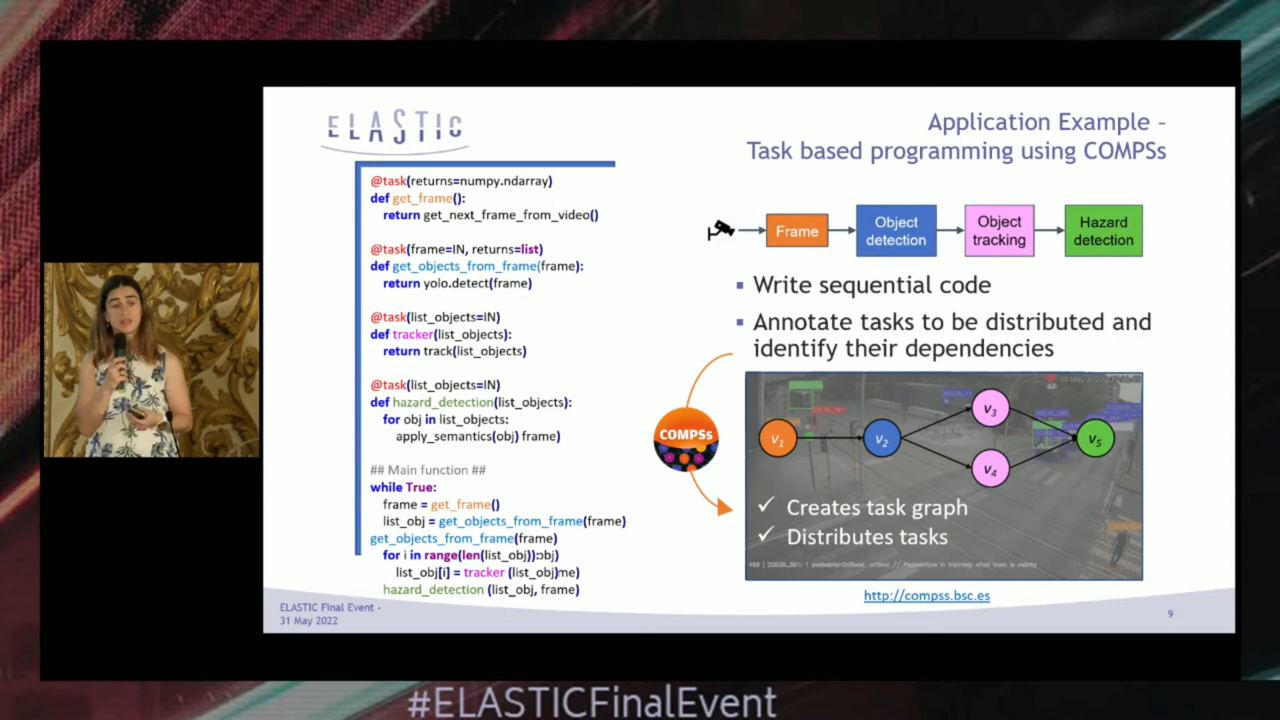 ELASTIC
Application Example –
Task based programming using COMPSs
@task(returns=numpy.ndarray)
def get_frame():
return get_next_frame_from_video()
@task(frame=IN, returns=list)
def get_objects_from_frame(frame):
return yolo.detect(frame)
@task(list_objects=IN)
def tracker(list_objects):
return track(list_objects)
@task(list_objects=IN)
def hazard_detection(list_objects):
for obj in list_objects:
apply_semantics(obj) frame)
## Main function ##
while True:
frame = get_frame()
list_obj = get_objects_from_frame(frame)
get_objects_from_frame(frame)
for i in range(len(list_obj)):obj)
list_obj[i] = tracker (list_obj)me)
hazard_detection (list_obj, frame)
Frame
Object
detection
Object
tracking
Hazard
detection
▪ Write sequential code
▪ Annotate tasks to be distributed and
identify their dependencies
COMPSs
v1
v2
v3
v4
v5
✓ Creates task graph
✓ Distributes tasks
http://compss.bsc.es
ELASTIC Final Event –
31 May 2022
9
#ELASTICFinalEvent